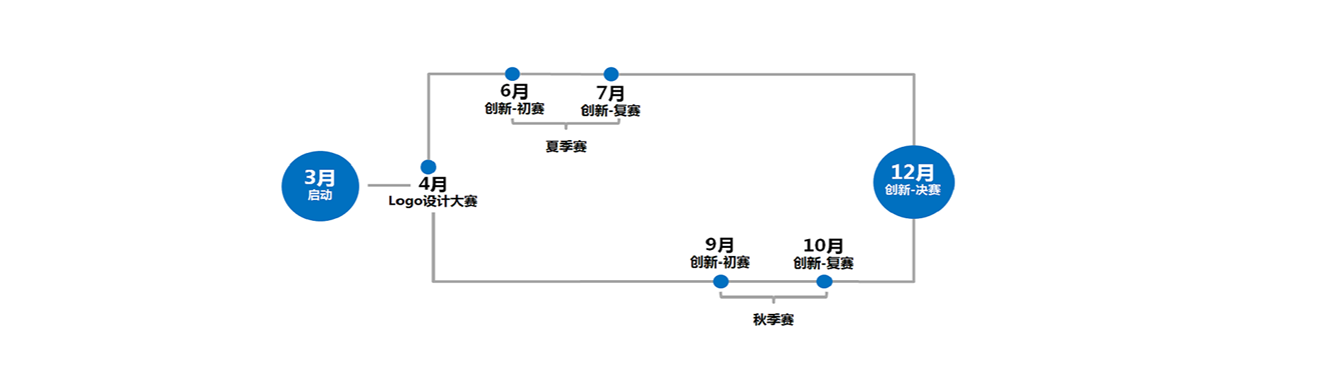 3月
启动
4月
Logo设计大赛
6月
创新-初赛
7月
创新-复赛
夏季赛
9月
创新-初赛
10月
创新-复赛
秋季赛
12月
创新-决赛